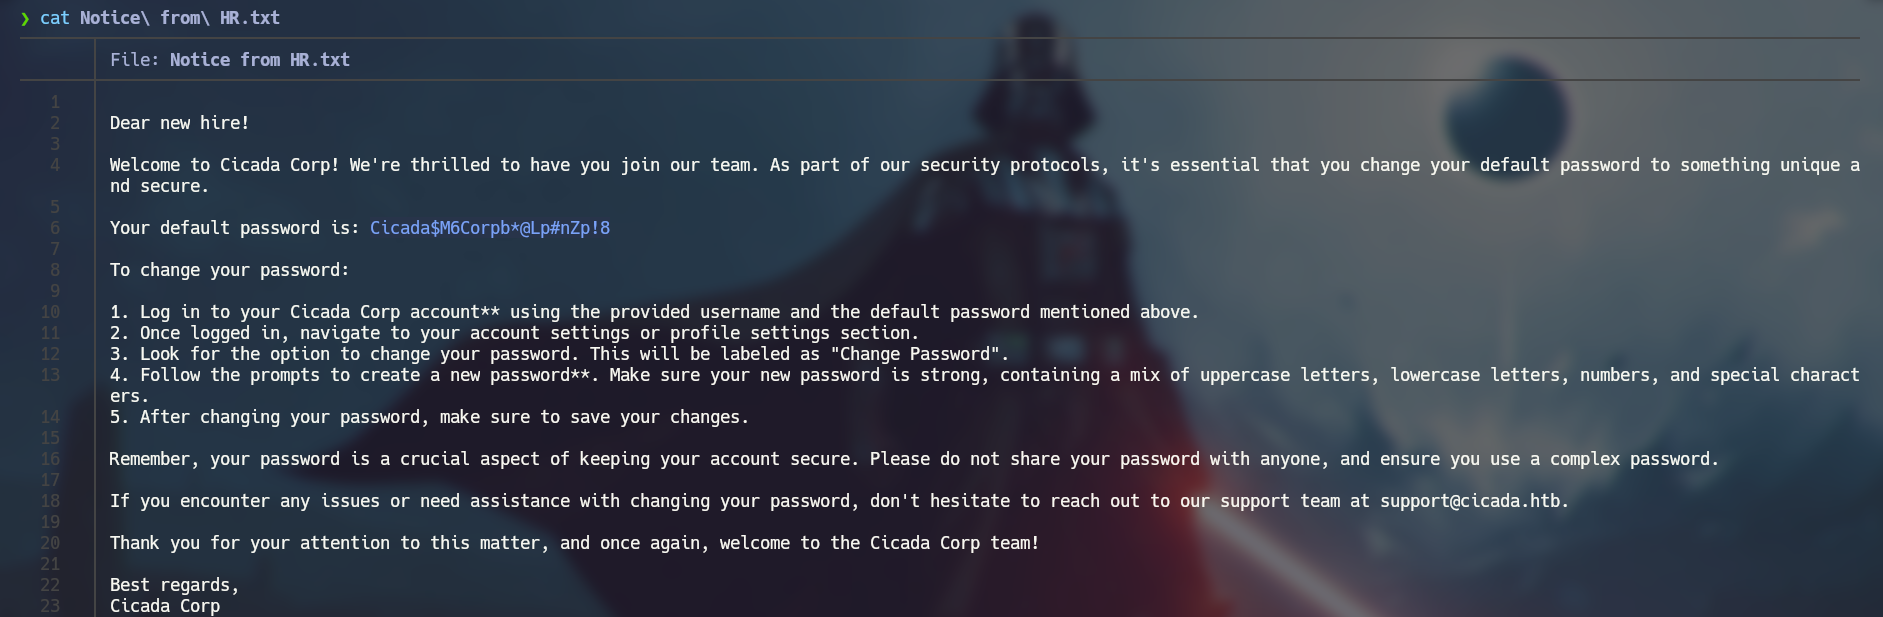 ❯ cat Notice\ from\ HR.txt
File: Notice from HR.txt
1
2 Dear new hire!
3
4 Welcome to Cicada Corp! We're thrilled to have you join our team. As part of our security protocols, it's essential that you change your default password to something unique a
nd secure.
5
6 Your default password is: Cicada$M6Corpb*@Lp#nZp!8
7
8 To change your password:
9
10 1. Log in to your Cicada Corp account** using the provided username and the default password mentioned above.
11 2. Once logged in, navigate to your account settings or profile settings section.
12 3. Look for the option to change your password. This will be labeled as "Change Password".
13 4. Follow the prompts to create a new password**. Make sure your new password is strong, containing a mix of uppercase letters, lowercase letters, numbers, and special charact
ers.
14 5. After changing your password, make sure to save your changes.
15
16 Remember, your password is a crucial aspect of keeping your account secure. Please do not share your password with anyone, and ensure you use a complex password.
17
18 If you encounter any issues or need assistance with changing your password, don't hesitate to reach out to our support team at support@cicada.htb.
19
20 Thank you for your attention to this matter, and once again, welcome to the Cicada Corp team!
21
22 Best regards,
23 Cicada Corp